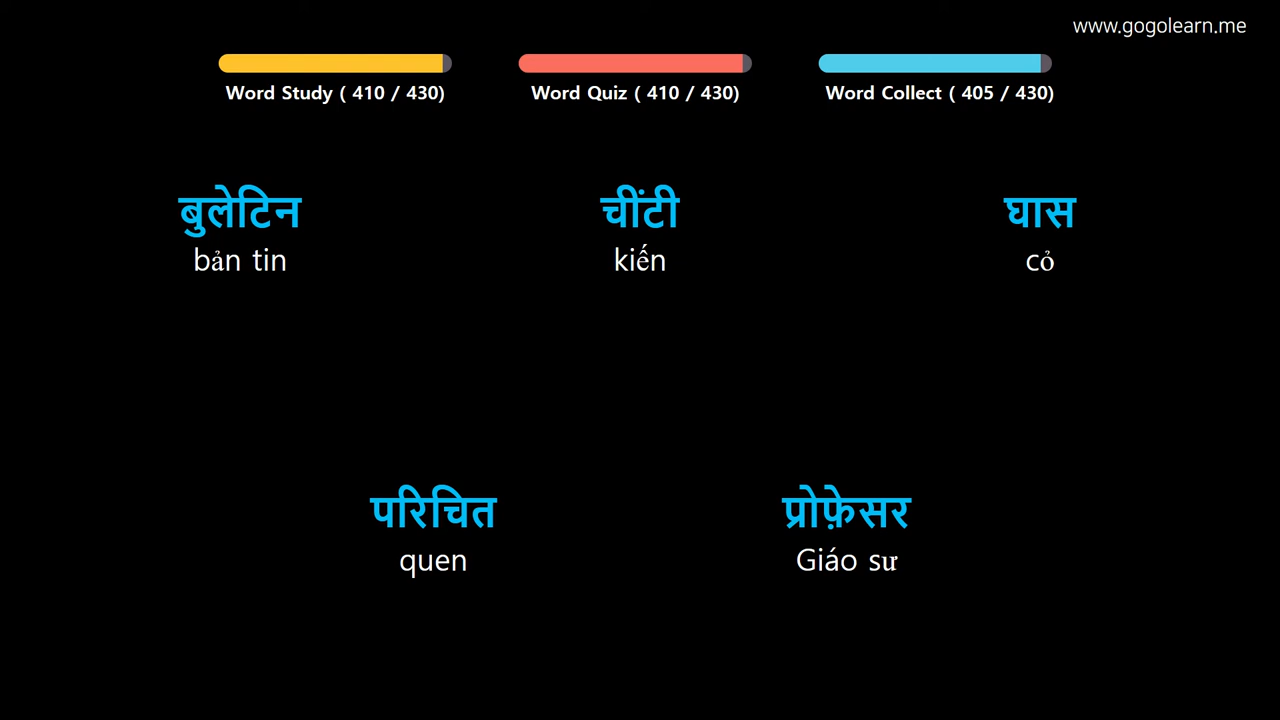 www.gogolearn.me
Word Study ( 410 / 430)
Word Quiz ( 410 / 430)
Word Collect ( 405 / 430)
बुलेटिन
bản tin
चींटी
kiến
घास
cỏ
परिचित
quen
प्रोफ़ेसर
Giáo sư